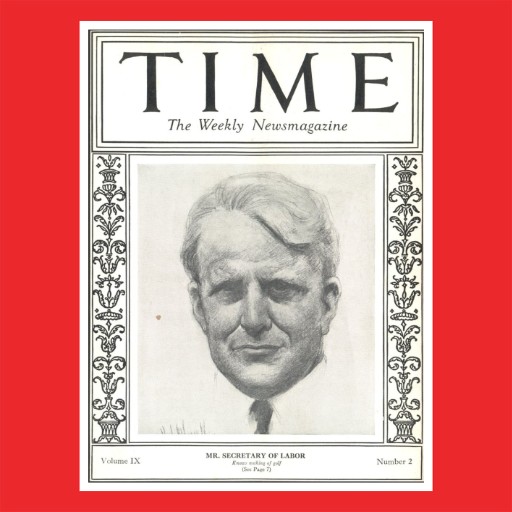 TIME
The Weekly Newsmagazine
Volume IX
MR. SECRETARY OF LABOR
Knows nothing of golf
(See Page 7)
Number 2